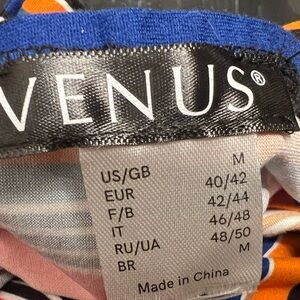 VENUS®
US/GB M
EUR 40/42
F/B 42/44
IT 46/48
RU/UA 48/50
BR M
Made in China